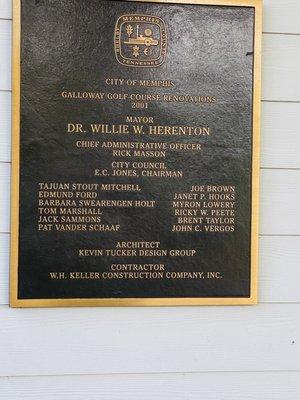 MEMPHIS
TENNESSEE
CITY OF MEMPHIS
GALLOWAY GOLF COURSE RENOVATIONS
2001
MAYOR
DR. WILLIE W. HERENTON
CHIEF ADMINISTRATIVE OFFICER
RICK MASSON
CITY COUNCIL
E.C. JONES, CHAIRMAN
TAJUAN STOUT MITCHELL
EDMUND FORD
BARBARA SWEARENGEN HOLT
TOM MARSHALL
JACK SAMMONS
PAT VANDER SCHAAF
JOE BROWN
JANET P. HOOKS
MYRON LOWERY
RICKY W. PEETE
BRENT TAYLOR
JOHN C. VERGOS
ARCHITECT
KEVIN TUCKER DESIGN GROUP
CONTRACTOR
W.H. KELLER CONSTRUCTION COMPANY, INC.